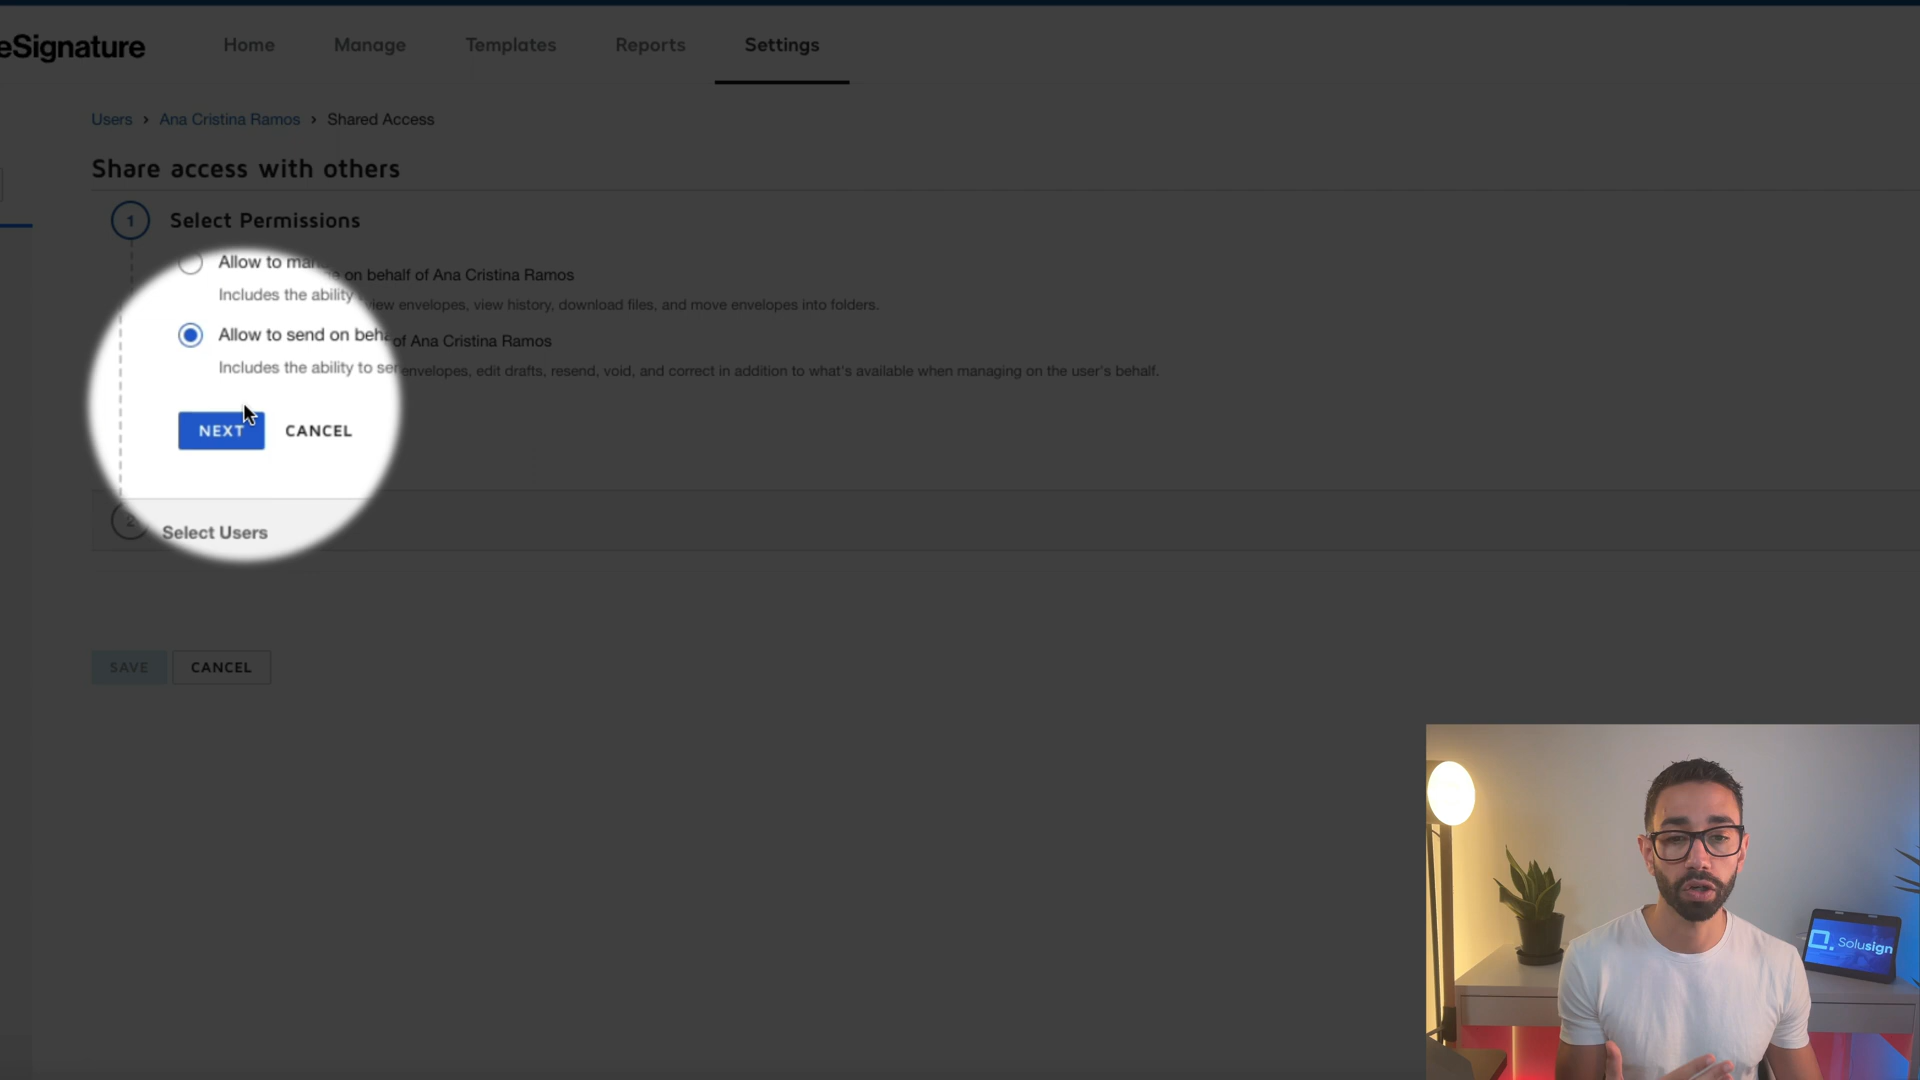 eSignature
Home Manage Templates Reports Settings
Users › Ana Cristina Ramos › Shared Access
Share access with others
1 Select Permissions
Allow to man on behalf of Ana Cristina Ramos
Includes the ability view envelopes, view history, download files, and move envelopes into folders.
Allow to send on beha of Ana Cristina Ramos
Includes the ability to se envelopes, edit drafts, resend, void, and correct in addition to what's available when managing on the user's behalf.
NEXT CANCEL
2 Select Users
SAVE CANCEL
Solusign